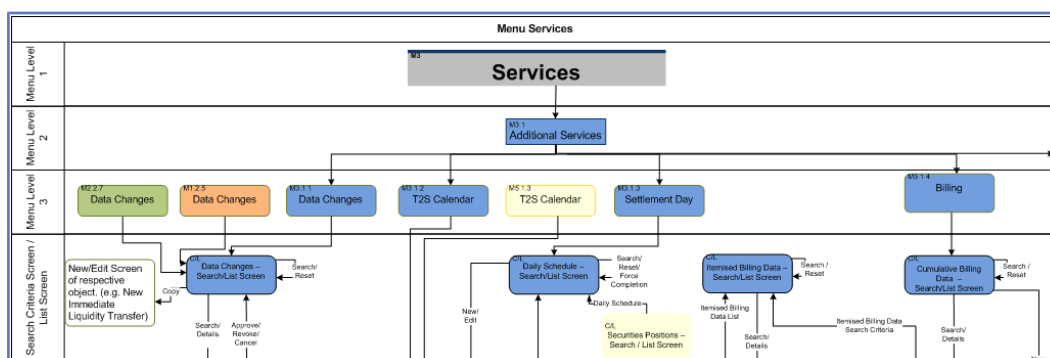 Menu Services
Menu Level
1
M3
Services
Menu Level
2
M3.1
Additional Services
Menu Level
3
M2.2.7
Data Changes
M1.2.5
Data Changes
M3.1.1
Data Changes
M3.1.2
T2S Calendar
M5.1.3
T2S Calendar
M3.1.3
Settlement Day
M3.1.4
Billing
Search Criteria Screen /
List Screen
New/Edit Screen
of respective
object. (e.g. New
Immediate
Liquidity Transfer)
Copy
C/L
Data Changes –
Search/List Screen
Search/
Reset
Search/
Details
Approve/
Revoke/
Cancel
New/
Edit
C/L
Daily Schedule –
Search/List Screen
Search/
Reset/
Force
Completion
Daily Schedule
C/L
Securities Positions –
Search / List Screen
C/L
Itemised Billing Data –
Search/List Screen
Search /
Reset
Itemised Billing
Data List
Search/
Details
Itemised Billing Data
Search Criteria
C/L
Cumulative Billing
Data –
Search/List Screen
Search /
Reset
Search/
Details